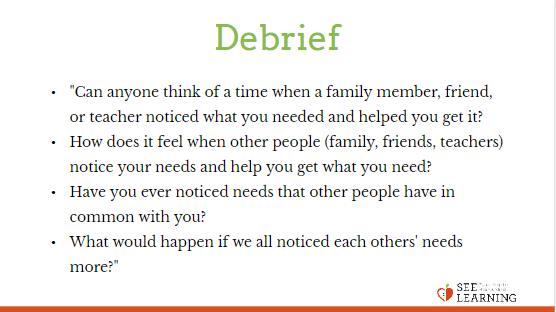 Debrief
• "Can anyone think of a time when a family member, friend,
or teacher noticed what you needed and helped you get it?
• How does it feel when other people (family, friends, teachers)
notice your needs and help you get what you need?
• Have you ever noticed needs that other people have in
common with you?
• What would happen if we all noticed each others' needs
more?"
SEE
LEARNING